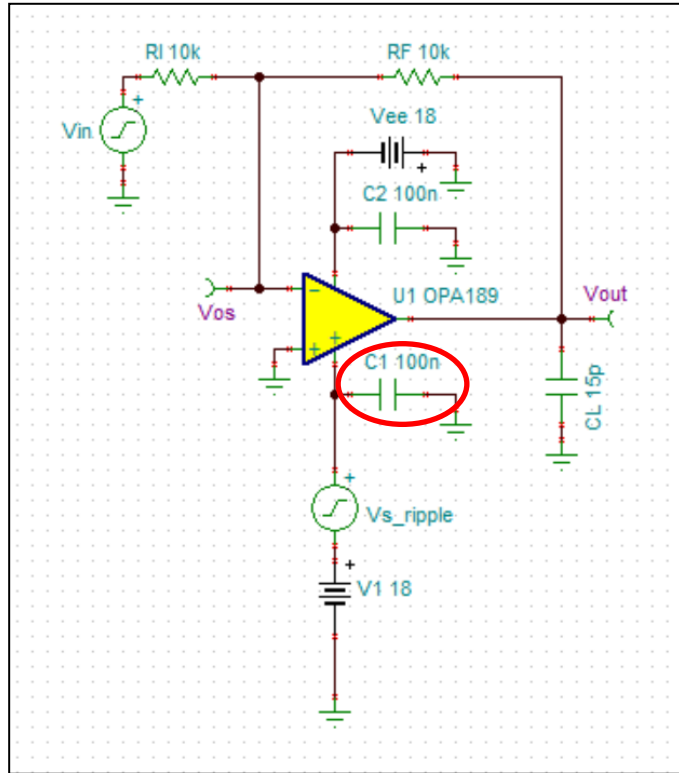 RI 10k
RF 10k
+
Vin
Vee 18
+
C2 100n
Vos
−
U1 OPA189
Vout
+
+
C1 100n
CL 15p
+
Vs_ripple
+
V1 18